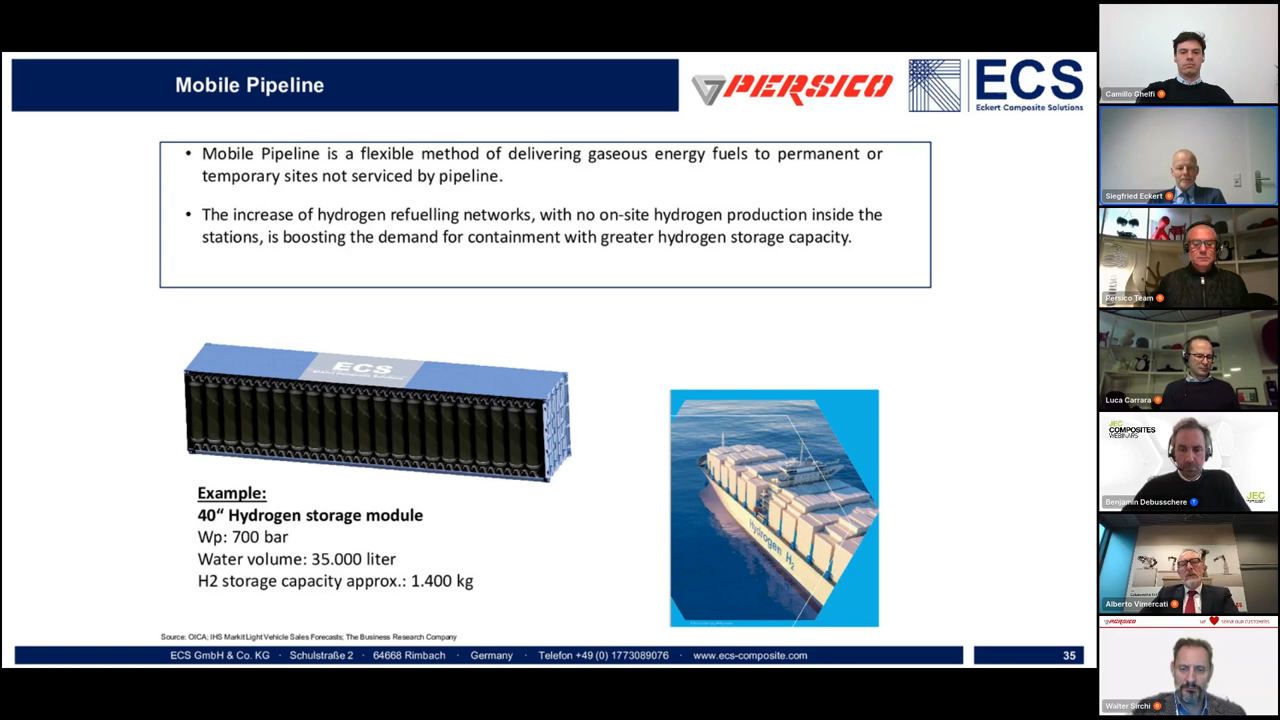 Mobile Pipeline
PERSICO
ECS
Eckert Composite Solutions
• Mobile Pipeline is a flexible method of delivering gaseous energy fuels to permanent or
temporary sites not serviced by pipeline.
• The increase of hydrogen refuelling networks, with no on-site hydrogen production inside the
stations, is boosting the demand for containment with greater hydrogen storage capacity.
ECS
Hydrogen H2
Example:
40“ Hydrogen storage module
Wp: 700 bar
Water volume: 35.000 liter
H2 storage capacity approx.: 1.400 kg
Source: OICA; IHS Markit Light Vehicle Sales Forecasts; The Business Research Company
ECS GmbH & Co. KG · Schulstraße 2 · 64668 Rimbach · Germany · Telefon +49 (0) 1773089076 · www.ecs-composite.com
35
Camillo Ghelfi
Siegfried Eckert
Persico Team
Luca Carrara
JEC
COMPOSITES
WEBINARS
JEC
Benjamin Debusschere
T
Alberto Vimercati
PERSICO
WE SERVE OUR CUSTOMERS
Walter Sirchi